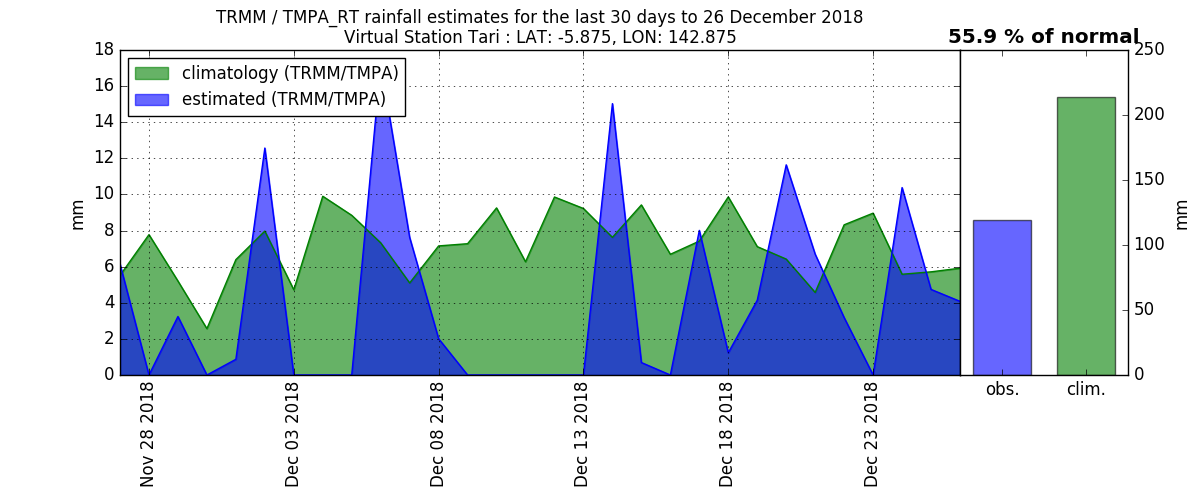 TRMM / TMPA_RT rainfall estimates for the last 30 days to 26 December 2018
Virtual Station Tari : LAT: -5.875, LON: 142.875
55.9 % of normal
climatology (TRMM/TMPA)
estimated (TRMM/TMPA)
mm
18
16
14
12
10
8
6
4
2
0
Nov 28 2018
Dec 03 2018
Dec 08 2018
Dec 13 2018
Dec 18 2018
Dec 23 2018
obs.
clim.
250
200
150
100
50
0
mm